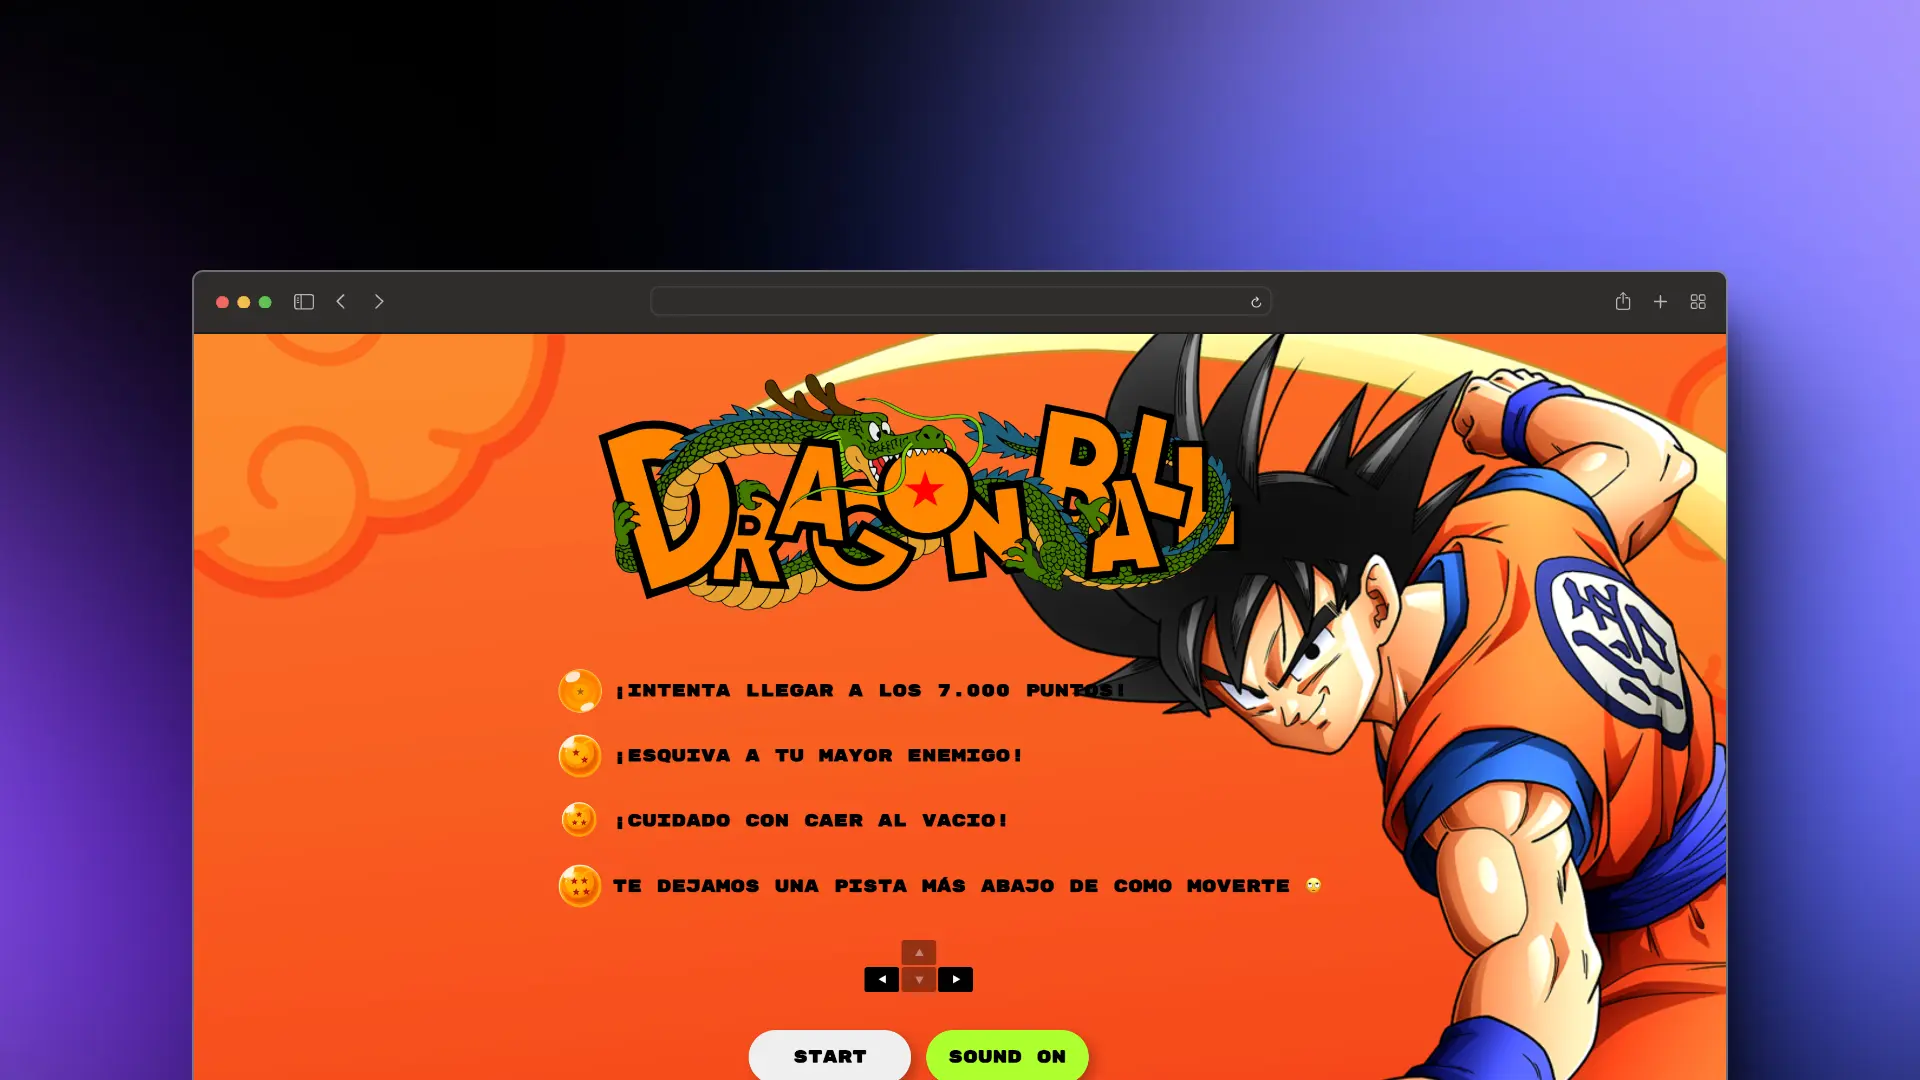 DRAGON BALL
悟
¡INTENTA LLEGAR A LOS 7.000 PUNTOS!
¡ESQUIVA A TU MAYOR ENEMIGO!
¡CUIDADO CON CAER AL VACIO!
TE DEJAMOS UNA PISTA MÁS ABAJO DE COMO MOVERTE 🙄
START
SOUND ON